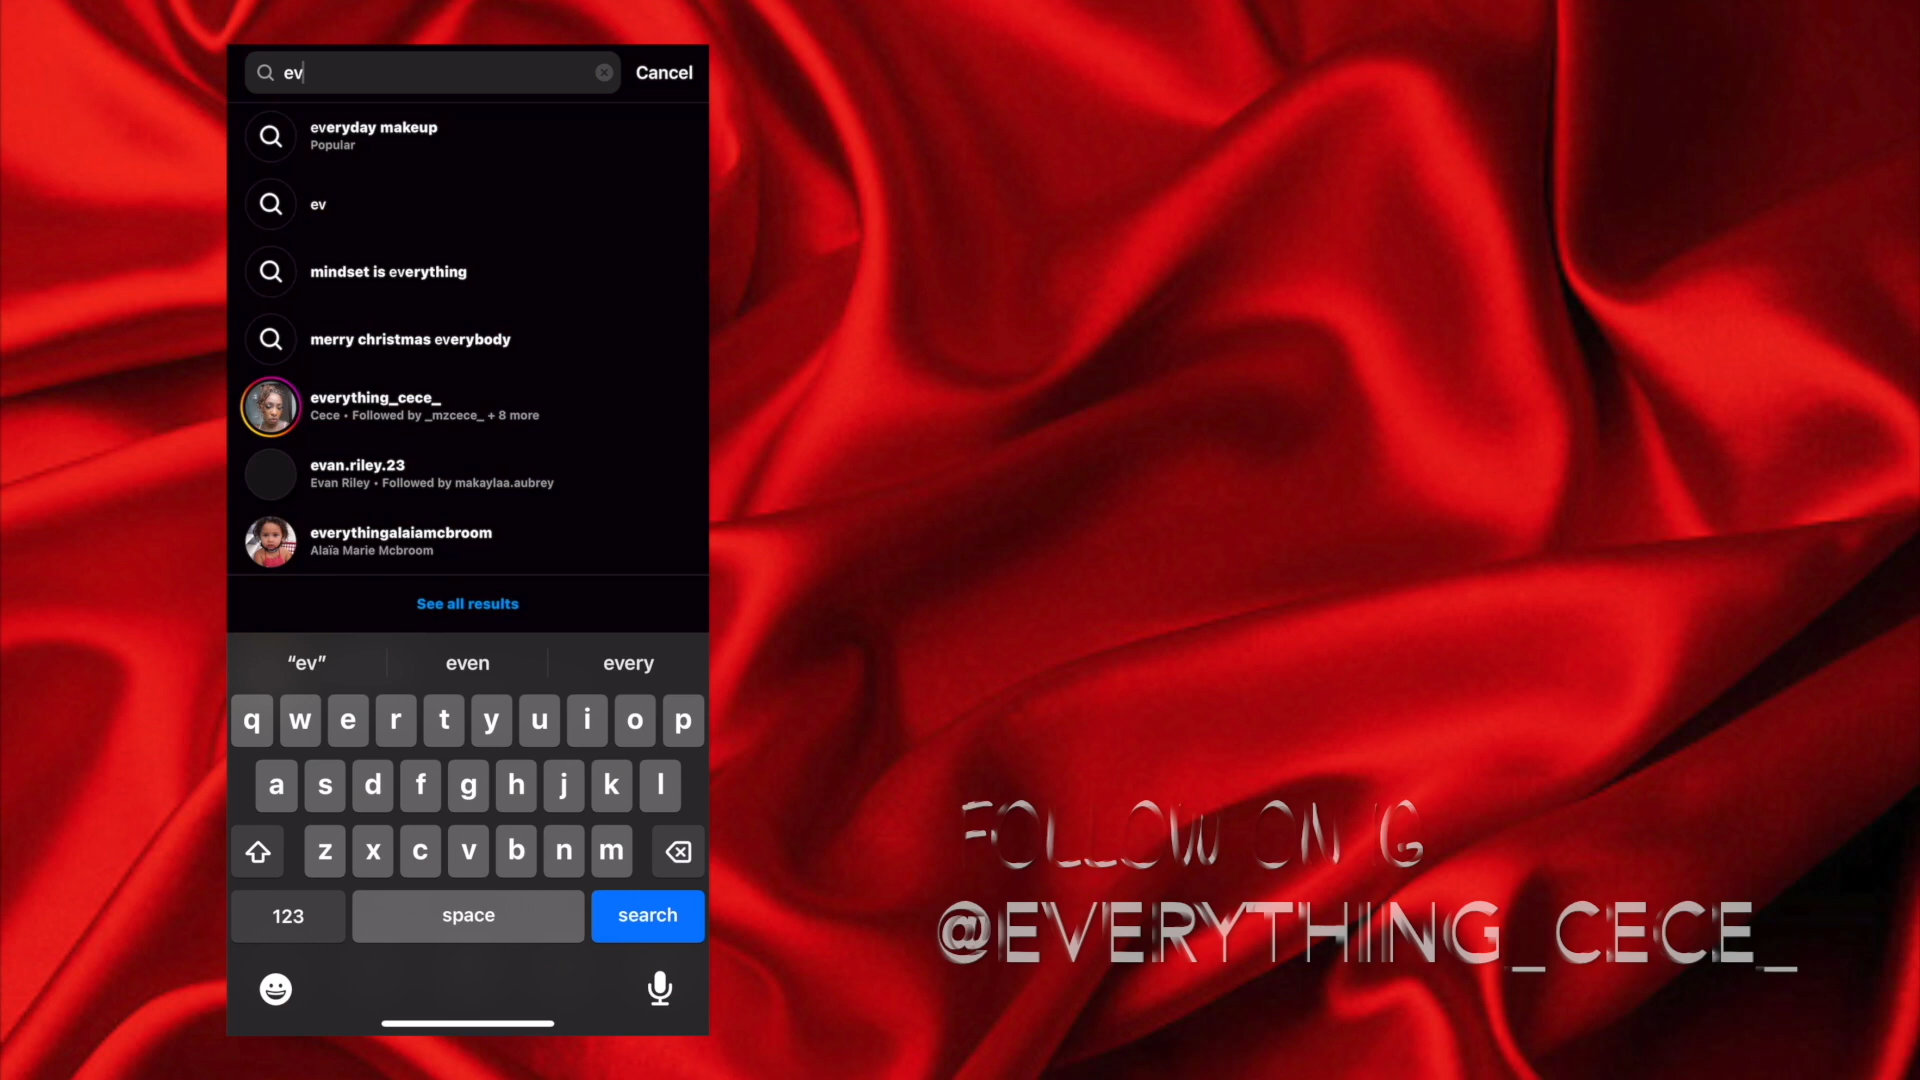 ev
Cancel
everyday makeup
Popular
ev
mindset is everything
merry christmas everybody
everything_cece_
Cece • Followed by _mzcece_ + 8 more
evan.riley.23
Evan Riley • Followed by makaylaa.aubrey
everythingalaiamcbroom
Alaïa Marie Mcbroom
See all results
“ev” even every
q w e r t y u i o p
a s d f g h j k l
z x c v b n m
123 space search
FOLLOW ON IG
@EVERYTHING_CECE_